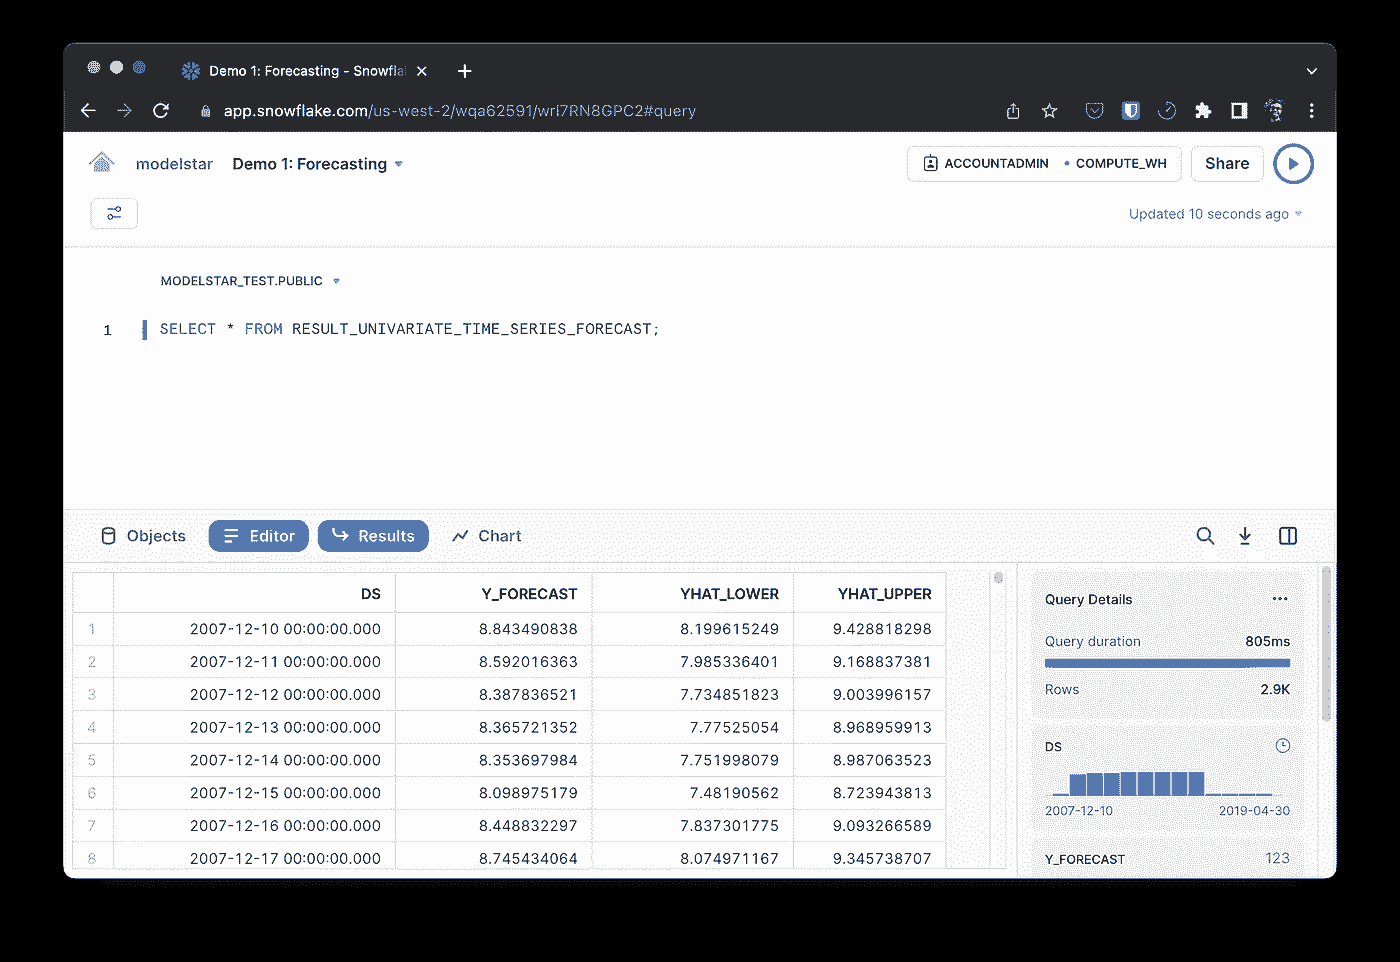 Demo 1: Forecasting - Snowfla
app.snowflake.com/us-west-2/wqa62591/wri7RN8GPC2#query
modelstar Demo 1: Forecasting ACCOUNTADMIN • COMPUTE_WH Share
Updated 10 seconds ago
MODELSTAR_TEST.PUBLIC
1 SELECT * FROM RESULT_UNIVARIATE_TIME_SERIES_FORECAST;
Objects Editor Results Chart
DS Y_FORECAST YHAT_LOWER YHAT_UPPER
1 2007-12-10 00:00:00.000 8.843490838 8.199615249 9.428818298
2 2007-12-11 00:00:00.000 8.592016363 7.985336401 9.168837381
3 2007-12-12 00:00:00.000 8.387836521 7.734851823 9.003996157
4 2007-12-13 00:00:00.000 8.365721352 7.77525054 8.968959913
5 2007-12-14 00:00:00.000 8.353697984 7.751998079 8.987063523
6 2007-12-15 00:00:00.000 8.098975179 7.48190562 8.723943813
7 2007-12-16 00:00:00.000 8.448832297 7.837301775 9.093266589
8 2007-12-17 00:00:00.000 8.745434064 8.074971167 9.345738707
Query Details ...
Query duration 805ms
Rows 2.9K
DS
2007-12-10 2019-04-30
Y_FORECAST 123